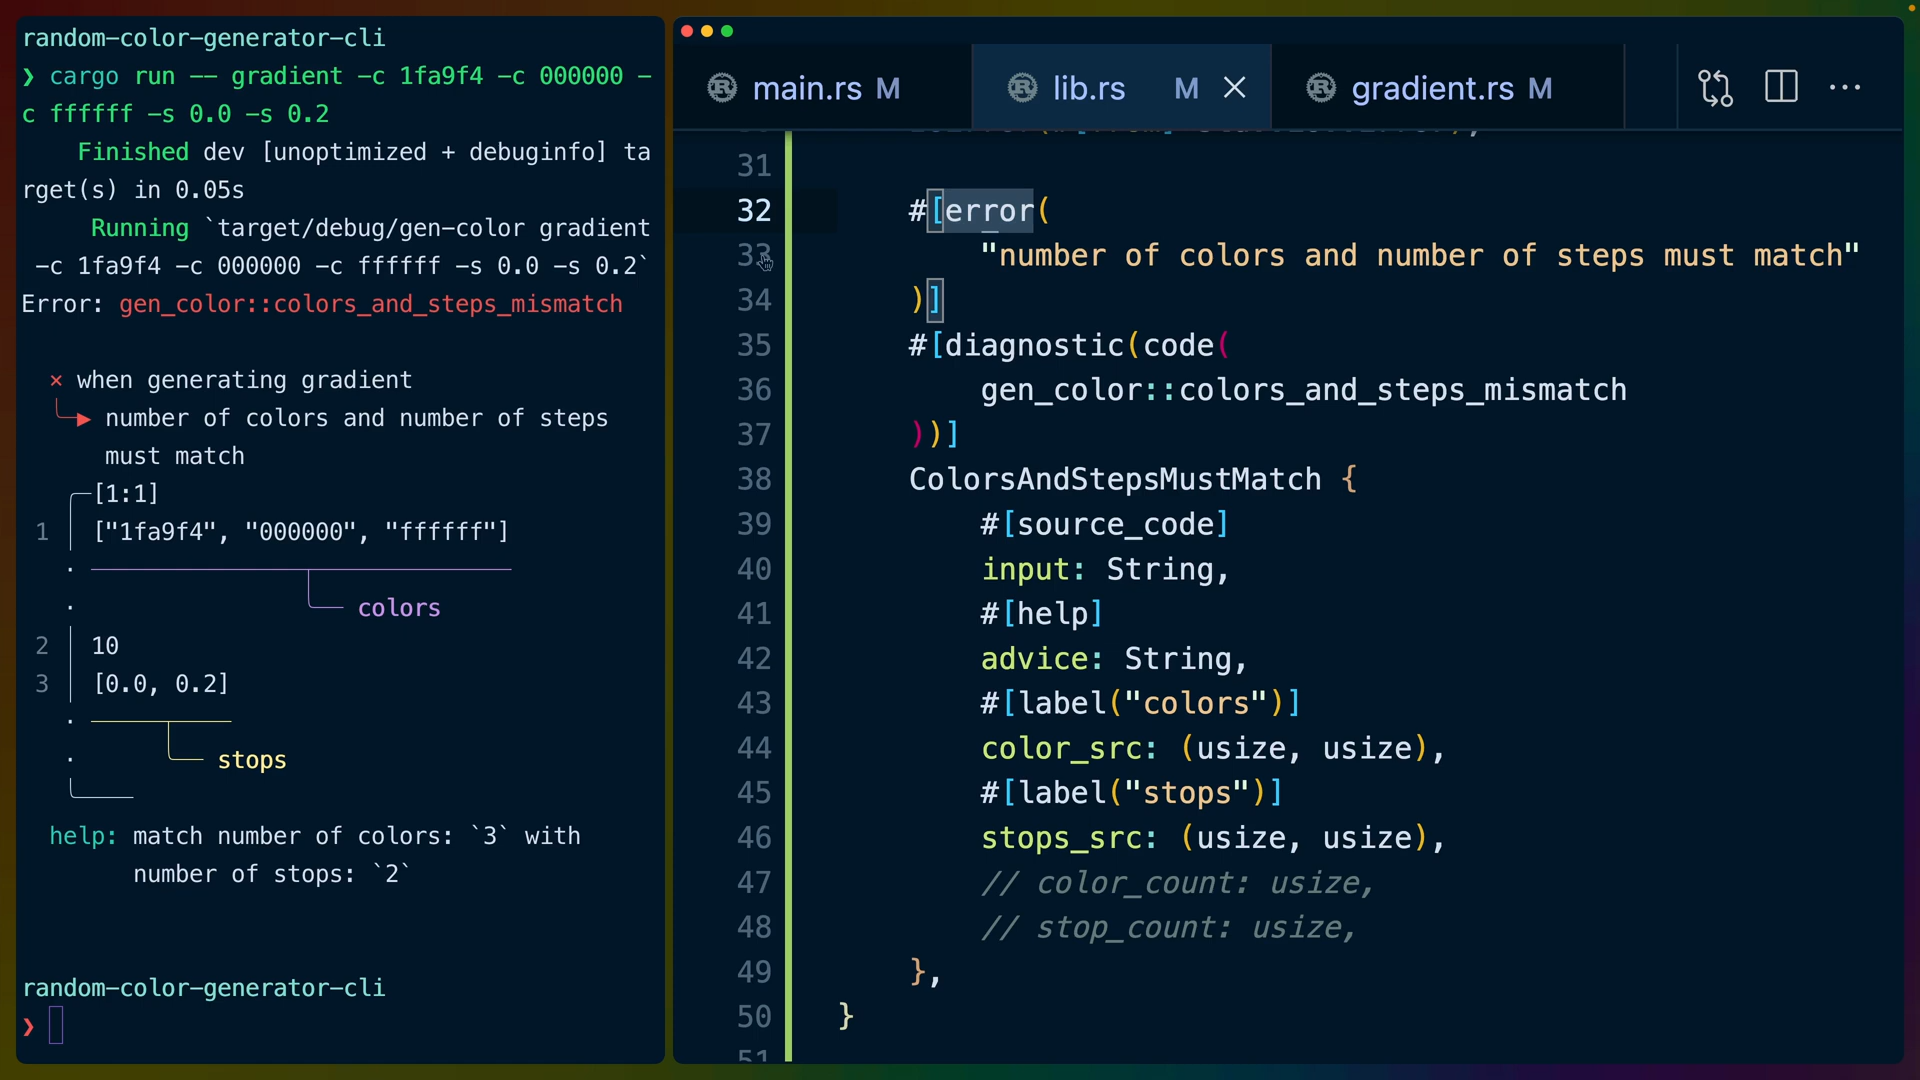 random-color-generator-cli
❯ cargo run -- gradient -c 1fa9f4 -c 000000 -
c ffffff -s 0.0 -s 0.2
Finished dev [unoptimized + debuginfo] ta
rget(s) in 0.05s
Running `target/debug/gen-color gradient
-c 1fa9f4 -c 000000 -c ffffff -s 0.0 -s 0.2`
Error: gen_color::colors_and_steps_mismatch
× when generating gradient
╰─▶ number of colors and number of steps
must match
╭─[1:1]
1 │ ["1fa9f4", "000000", "ffffff"]
· colors
2 │ 10
3 │ [0.0, 0.2]
· stops
help: match number of colors: `3` with
number of stops: `2`
random-color-generator-cli
❯
main.rs M
lib.rs M
gradient.rs M
31
32 #[error(
33 "number of colors and number of steps must match"
34 )]
35 #[diagnostic(code(
36 gen_color::colors_and_steps_mismatch
37 ))]
38 ColorsAndStepsMustMatch {
39 #[source_code]
40 input: String,
41 #[help]
42 advice: String,
43 #[label("colors")]
44 color_src: (usize, usize),
45 #[label("stops")]
46 stops_src: (usize, usize),
47 // color_count: usize,
48 // stop_count: usize,
49 },
50 }
51